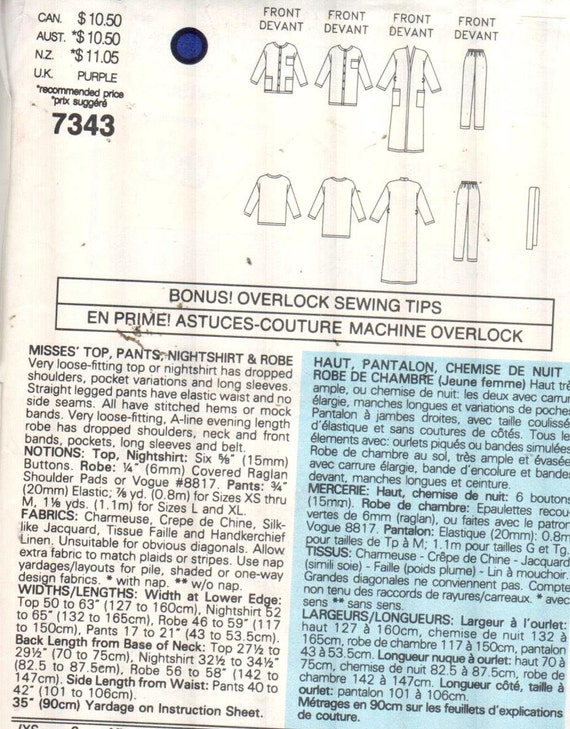 CAN. $ 10.50
AUST. *$ 10.50
N.Z. *$ 11.05
U.K. PURPLE
*recommended price
*prix suggéré
7343
FRONT DEVANT
FRONT DEVANT
FRONT DEVANT
FRONT DEVANT
BONUS! OVERLOCK SEWING TIPS
EN PRIME! ASTUCES-COUTURE MACHINE OVERLOCK
MISSES' TOP, PANTS, NIGHTSHIRT & ROBE
Very loose-fitting top or nightshirt has dropped
shoulders, pocket variations and long sleeves.
Straight legged pants have elastic waist and no
side seams. All have stitched hems or mock
bands. Very loose-fitting, A-line evening length
robe has dropped shoulders, neck and front
bands, pockets, long sleeves and belt.
NOTIONS: Top, Nightshirt: Six ⅝" (15mm)
Buttons. Robe: ¼" (6mm) Covered Raglan
Shoulder Pads or Vogue #8817. Pants: ¾"
(20mm) Elastic; ⅞ yd. (0.8m) for Sizes XS thru
M, 1⅛ yds. (1.1m) for Sizes L and XL.
FABRICS: Charmeuse, Crepe de Chine, Silk-
like Jacquard, Tissue Faille and Handkerchief
Linen. Unsuitable for obvious diagonals. Allow
extra fabric to match plaids or stripes. Use nap
yardages/layouts for pile, shaded or one-way
design fabrics. * with nap. ** w/o nap.
WIDTHS/LENGTHS: Width at Lower Edge:
Top 50 to 63" (127 to 160cm), Nightshirt 52
to 65" (132 to 165cm), Robe 46 to 59" (117
to 150cm), Pants 17 to 21" (43 to 53.5cm).
Back Length from Base of Neck: Top 27½ to
29½" (70 to 75cm), Nightshirt 32½ to 34½"
(82.5 to 87.5cm), Robe 56 to 58" (142 to
147cm). Side Length from Waist: Pants 40 to
42" (101 to 106cm).
35" (90cm) Yardage on Instruction Sheet.
HAUT, PANTALON, CHEMISE DE NUIT
ROBE DE CHAMBRE (Jeune femme) Haut tr
ample, ou chemise de nuit: les deux avec carrur
élargie, manches longues et variations de poches
Pantalon à jambes droites, avec taille coulissé
d'élastique et sans coutures de côtés. Tous le
élements avec: ourlets piqués ou bandes simulées
Robe de chambre au sol, très ample et évasée
avec carrure élargie, bande d'encolure et bandes
devant, manches longues et ceinture.
MERCERIE: Haut, chemise de nuit: 6 boutons
(15mm). Robe de chambre: Epaulettes recou-
vertes de 6mm (raglan), ou faites avec le patron
Vogue 8817. Pantalon: Elastique (20mm): 0.8m
pour tailles de Tp à M; 1.1m pour tailles G et Tg.
TISSUS: Charmeuse - Crêpe de Chine - Jacquard
(simili soie) - Faille (poids plume) - Lin à mouchoir.
Grandes diagonales ne conviennent pas. Compte
non tenu des raccords de rayures/carreaux. * avec
sens ** sans sens.
LARGEURS/LONGUEURS: Largeur à l'ourlet:
haut 127 à 160cm, chemise de nuit 132 à
165cm, robe de chambre 117 à 150cm, pantalon
43 à 53.5cm. Longueur nuque à ourlet: haut 70 à
75cm, chemise de nuit 82.5 à 87.5cm, robe de
chambre 142 à 147cm. Longueur côté, taille à
ourlet: pantalon 101 à 106cm.
Métrages en 90cm sur les feuillets d'explications
de couture.